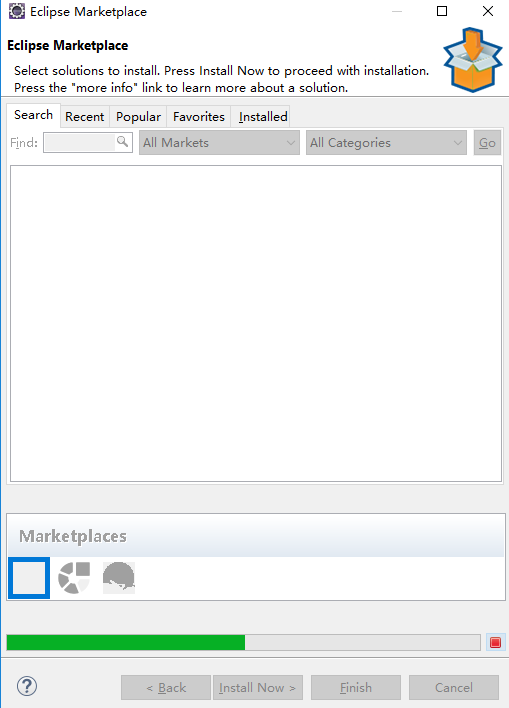 Eclipse Marketplace
Eclipse Marketplace
Select solutions to install. Press Install Now to proceed with installation.
Press the "more info" link to learn more about a solution.
Search Recent Popular Favorites Installed
Find: All Markets All Categories Go
Marketplaces
?
< Back Install Now > Finish Cancel